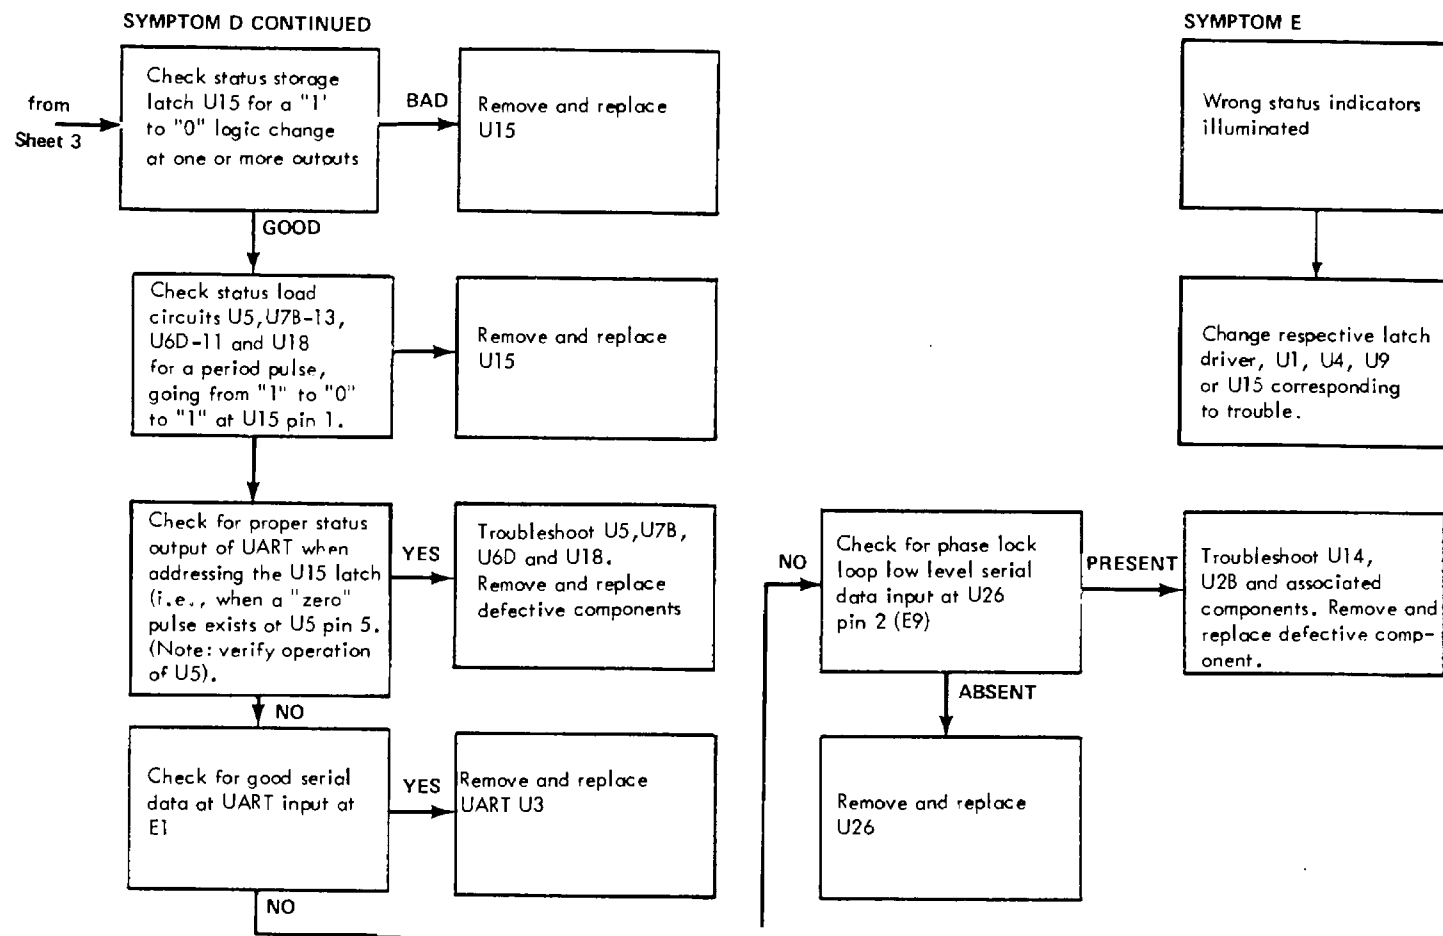 SYMPTOM D CONTINUED
from
Sheet 3
Check status storage
latch U15 for a "1'
to "0" logic change
at one or more outputs
BAD
Remove and replace
U15
GOOD
Check status load
circuits U5,U7B-13,
U6D-11 and U18
for a period pulse,
going from "1" to "0"
to "1" at U15 pin 1.
Remove and replace
U15
Check for proper status
output of UART when
addressing the U15 latch
(i.e., when a "zero"
pulse exists at U5 pin 5.
(Note: verify operation
of U5).
YES
Troubleshoot U5,U7B,
U6D and U18.
Remove and replace
defective components
NO
Check for good serial
data at UART input at
E1
YES
Remove and replace
UART U3
NO
NO
Check for phase lock
loop low level serial
data input at U26
pin 2 (E9)
PRESENT
Troubleshoot U14,
U2B and associated
components. Remove and
replace defective comp-
onent.
ABSENT
Remove and replace
U26
SYMPTOM E
Wrong status indicators
illuminated
Change respective latch
driver, U1, U4, U9
or U15 corresponding
to trouble.